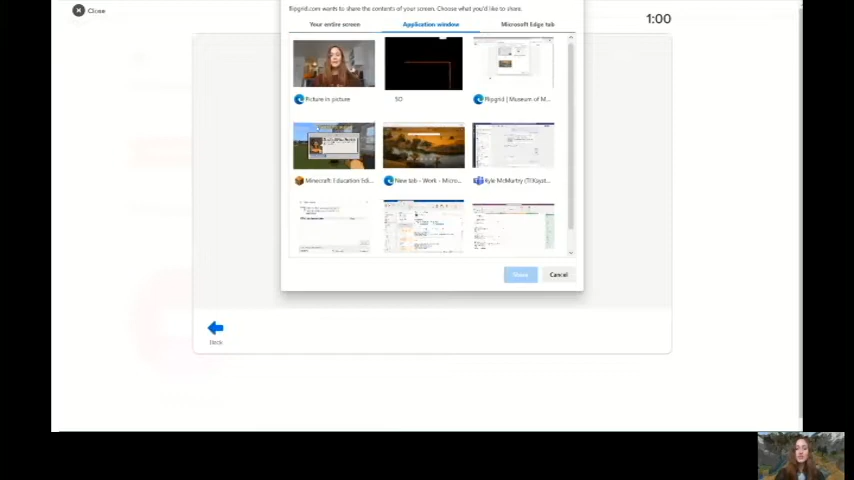 Close
flipgrid.com wants to share the contents of your screen. Choose what you'd like to share.
1:00
Your entire screen
Application window
Microsoft Edge tab
Picture in picture
SO
Flipgrid | Museum of M...
Minecraft: Education Edi...
New tab - Work - Micro...
Kyle McMurtry
Share
Cancel
Back